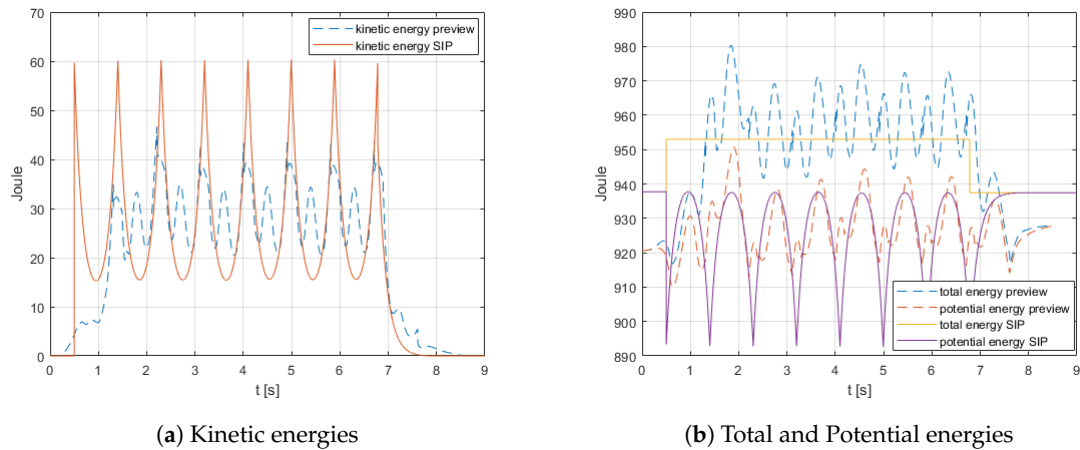 70
60
50
40
30
20
10
0
Joule
0 1 2 3 4 5 6 7 8 9
t [s]
kinetic energy preview
kinetic energy SIP
(a) Kinetic energies
990
980
970
960
950
940
930
920
910
900
890
Joule
0 1 2 3 4 5 6 7 8 9
t [s]
total energy preview
potential energy preview
total energy SIP
potential energy SIP
(b) Total and Potential energies